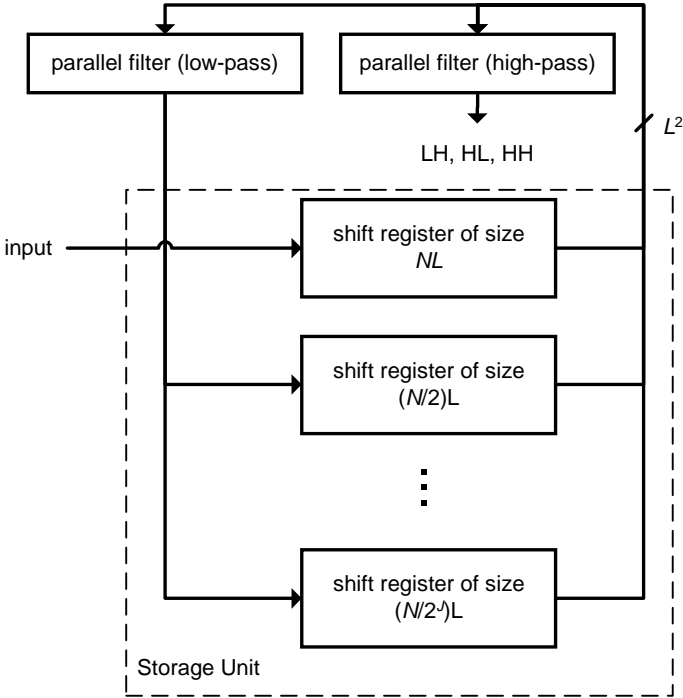 parallel filter (low-pass)
parallel filter (high-pass)
L²
LH, HL, HH
input
shift register of size
NL
shift register of size
(N/2)L
shift register of size
(N/2ᴶ)L
Storage Unit